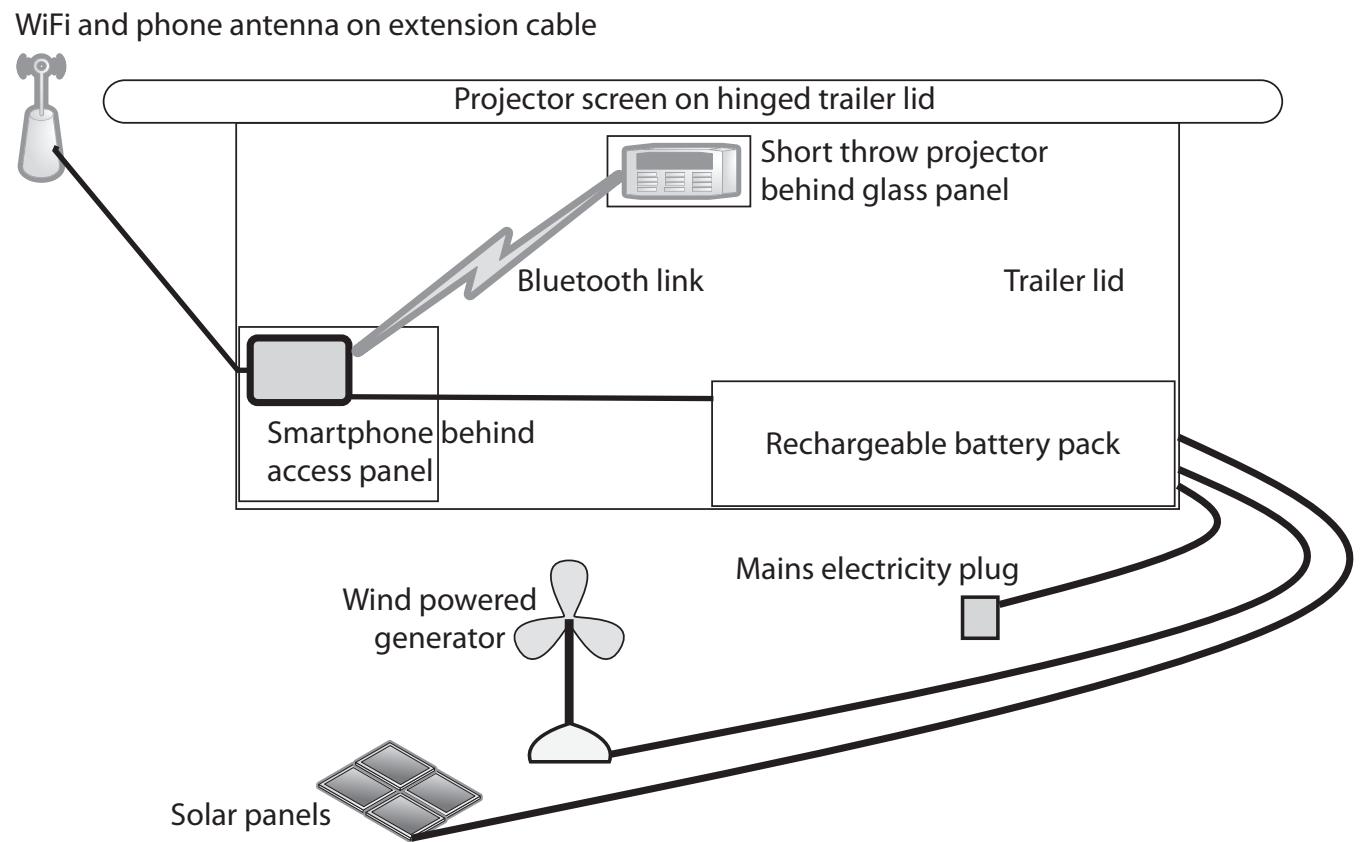 WiFi and phone antenna on extension cable
Projector screen on hinged trailer lid
Short throw projector
behind glass panel
Bluetooth link
Trailer lid
Smartphone behind
access panel
Rechargeable battery pack
Mains electricity plug
Wind powered
generator
Solar panels